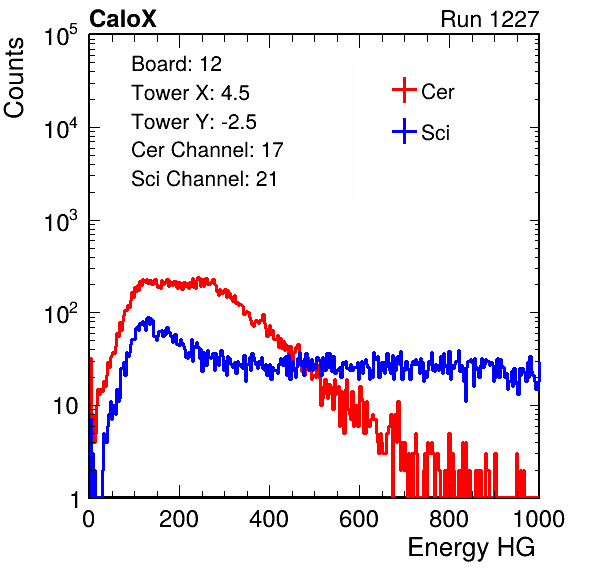 CaloX Run 1227
Counts
10^5
10^4
10^3
10^2
10
1
Board: 12
Tower X: 4.5
Tower Y: -2.5
Cer Channel: 17
Sci Channel: 21
Cer
Sci
0 200 400 600 800 1000
Energy HG